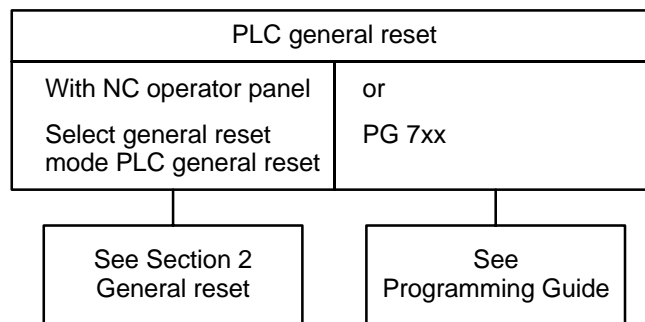 PLC general reset
With NC operator panel
or
Select general reset
mode PLC general reset
PG 7xx
See Section 2
General reset
See
Programming Guide